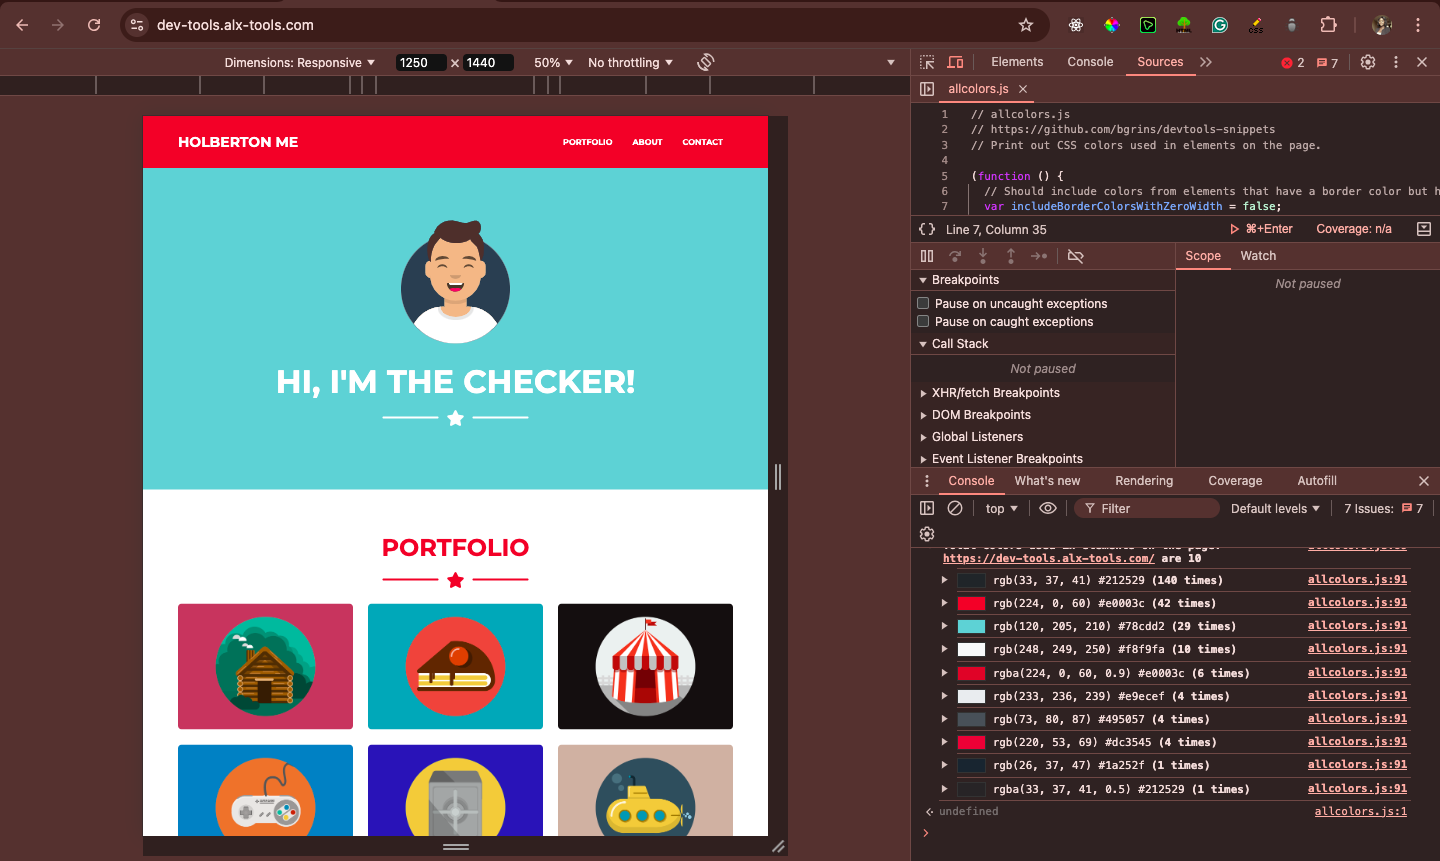 dev-tools.alx-tools.com
Dimensions: Responsive 1250 × 1440 50% No throttling
Elements Console Sources 2 7
allcolors.js
1 // allcolors.js
2 // https://github.com/bgrins/devtools-snippets
3 // Print out CSS colors used in elements on the page.
4
5 (function () {
6 // Should include colors from elements that have a border color but h
7 var includeBorderColorsWithZeroWidth = false;
{} Line 7, Column 35 ⌘+Enter Coverage: n/a
Scope Watch
Breakpoints
Not paused
Pause on uncaught exceptions
Pause on caught exceptions
Call Stack
Not paused
XHR/fetch Breakpoints
DOM Breakpoints
Global Listeners
Event Listener Breakpoints
Console What's new Rendering Coverage Autofill
top Filter Default levels 7 Issues: 7
https://dev-tools.alx-tools.com/ are 10
rgb(33, 37, 41) #212529 (140 times) allcolors.js:91
rgb(224, 0, 60) #e0003c (42 times) allcolors.js:91
rgb(120, 205, 210) #78cdd2 (29 times) allcolors.js:91
rgb(248, 249, 250) #f8f9fa (10 times) allcolors.js:91
rgba(224, 0, 60, 0.9) #e0003c (6 times) allcolors.js:91
rgb(233, 236, 239) #e9ecef (4 times) allcolors.js:91
rgb(73, 80, 87) #495057 (4 times) allcolors.js:91
rgb(220, 53, 69) #dc3545 (4 times) allcolors.js:91
rgb(26, 37, 47) #1a252f (1 times) allcolors.js:91
rgba(33, 37, 41, 0.5) #212529 (1 times) allcolors.js:91
undefined allcolors.js:1
HOLBERTON ME PORTFOLIO ABOUT CONTACT
HI, I'M THE CHECKER!
PORTFOLIO